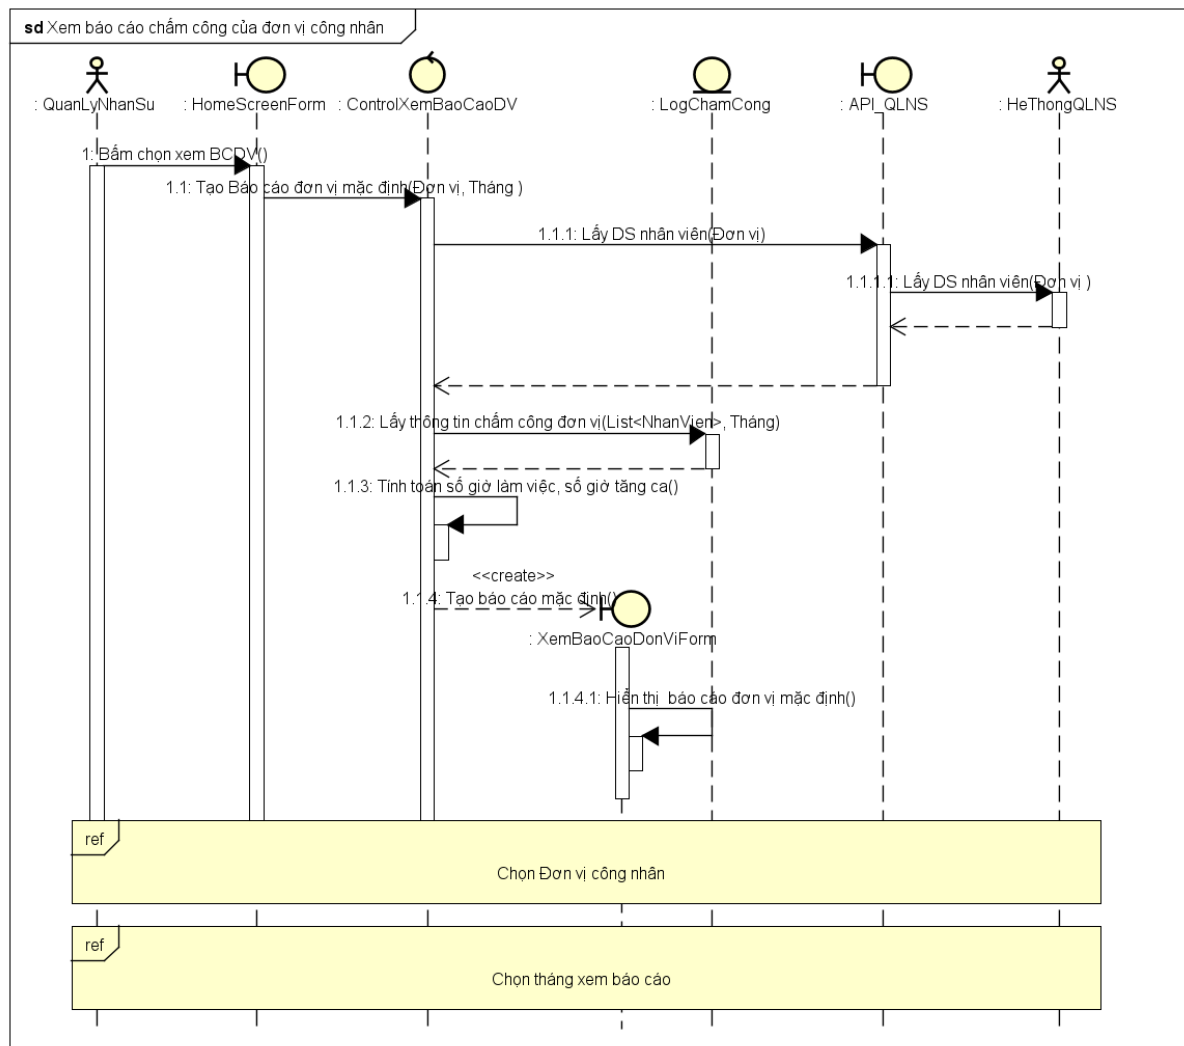 sd Xem báo cáo chấm công của đơn vị công nhân
: QuanLyNhanSu
: HomeScreenForm
: ControlXemBaoCaoDV
: LogChamCong
: API_QLNS
: HeThongQLNS
1: Bấm chọn xem BCDV()
1.1: Tạo Báo cáo đơn vị mặc định(Đơn vị, Tháng )
1.1.1: Lấy DS nhân viên(Đơn vị)
1.1.1.1: Lấy DS nhân viên(Đơn vị )
1.1.2: Lấy thông tin chấm công đơn vị(List<NhanVien>, Tháng)
1.1.3: Tính toán số giờ làm việc, số giờ tăng ca()
<<create>>
1.1.4: Tạo báo cáo mặc định()
: XemBaoCaoDonViForm
1.1.4.1: Hiển thị báo cáo đơn vị mặc định()
ref
Chọn Đơn vị công nhân
ref
Chọn tháng xem báo cáo